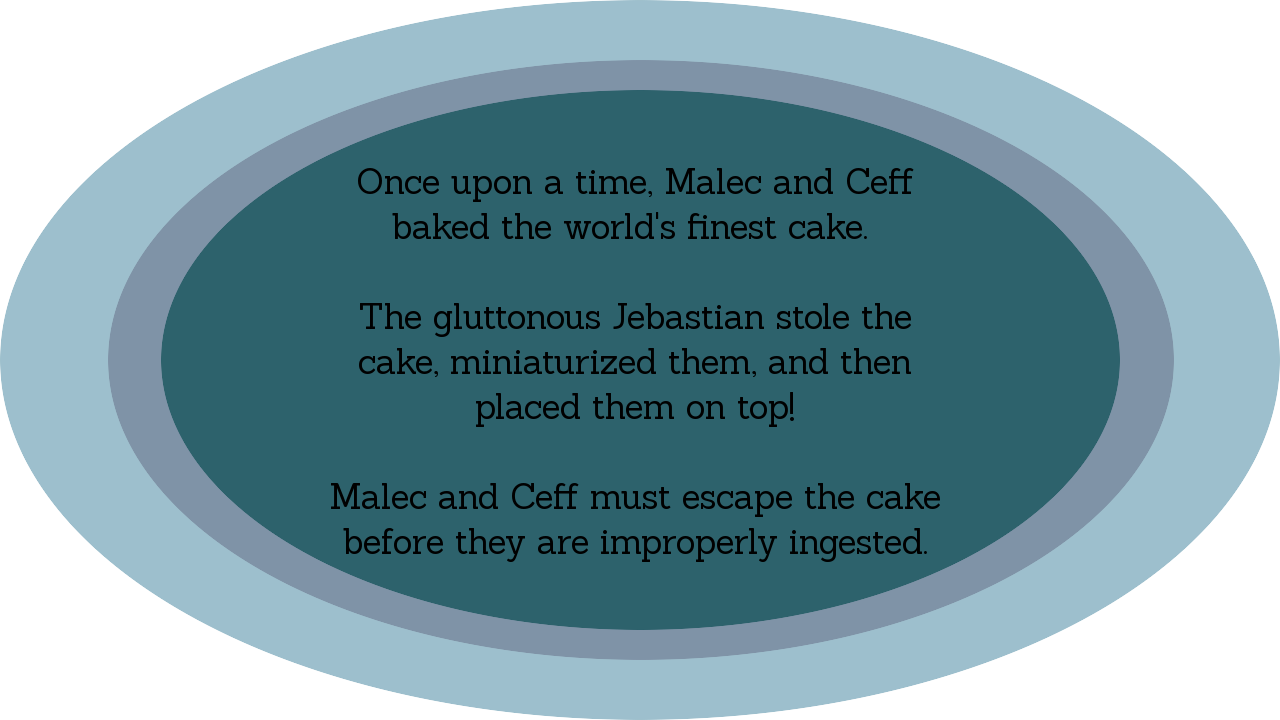 Once upon a time, Malec and Ceff
baked the world's finest cake.
The gluttonous Jebastian stole the
cake, miniaturized them, and then
placed them on top!
Malec and Ceff must escape the cake
before they are improperly ingested.